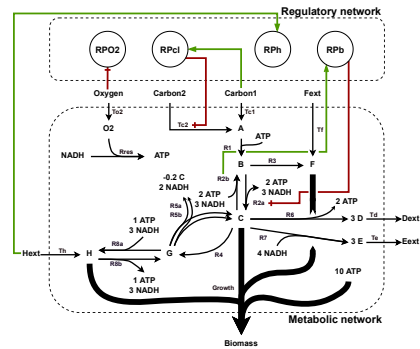 Regulatory network
RPO2
RPcl
RPh
RPb
Oxygen
Carbon2
Carbon1
Fext
To2
Tc2
Tc1
Tf
O2
A
Rres
NADH
ATP
R1
ATP
B
R3
F
-0.2 C
2 NADH
R2b
2 ATP
3 NADH
R2a
2 ATP
3 NADH
R5a
R5b
C
R6
2 ATP
3 D
Td
Dext
R7
4 NADH
3 E
Te
Eext
1 ATP
3 NADH
Hext
Th
H
R8a
R8b
G
R4
1 ATP
3 NADH
Growth
10 ATP
Metabolic network
Biomass